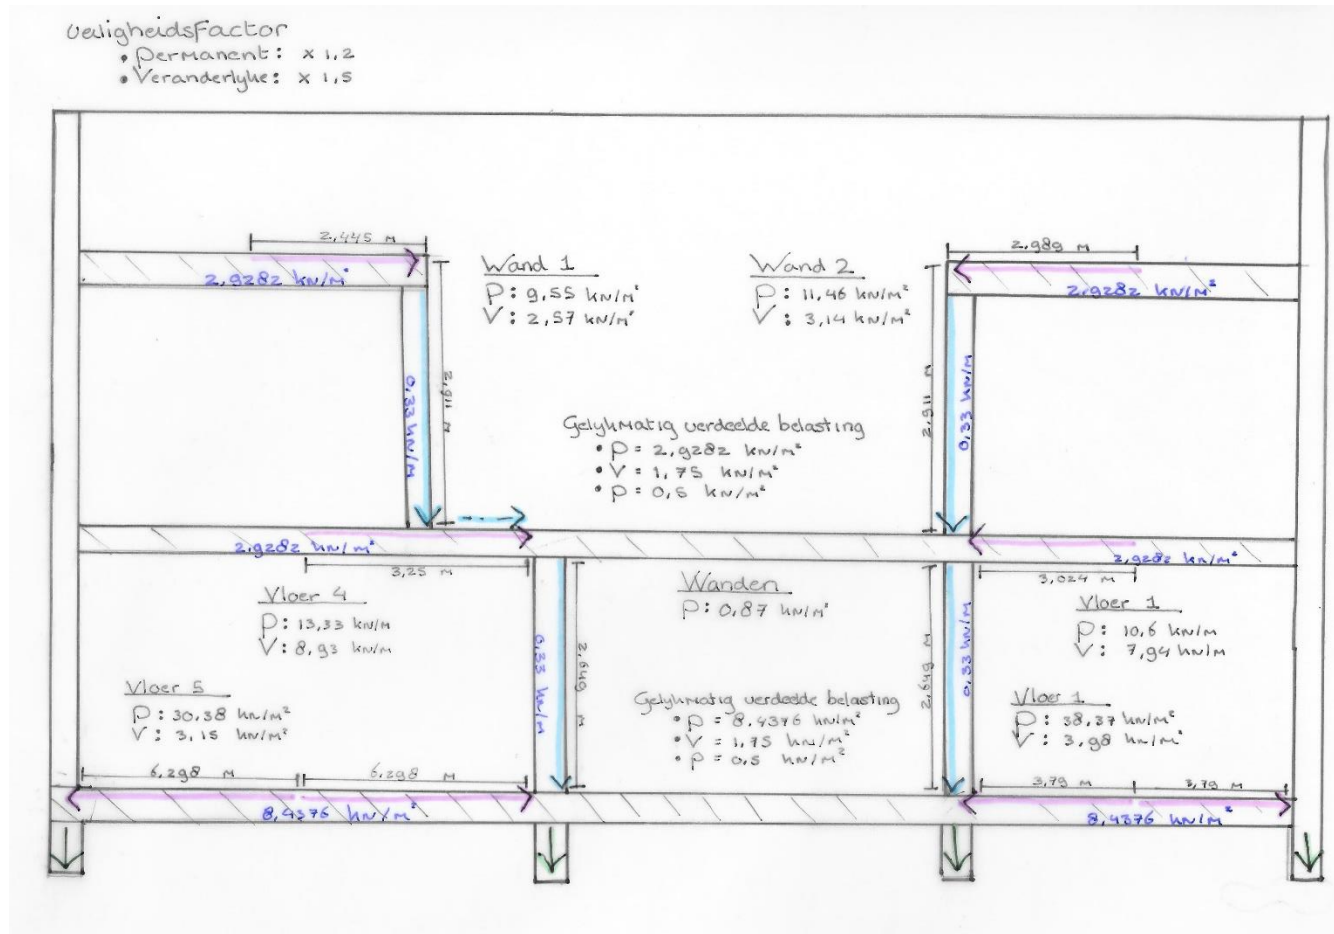 veiligheidsFactor
• permanent: x 1,2
• Veranderlyke: x 1,5
2,445 m
2,989 m
2,9282 kN/m²
2,9282 kN/m²
Wand 1
P: 9,55 kN/m²
V: 2,57 kN/m²
Wand 2
P: 11,46 kN/m²
V: 3,14 kN/m²
0,33 kN/m
2,911 m
2,911 m
0,33 kN/m
Gelykmatig verdeelde belasting
• p = 2,9282 kN/m²
• V = 1,75 kN/m²
• p = 0,5 kN/m²
2,9282 kN/m²
2,9282 kN/m²
3,25 m
3,024 m
Vloer 4
P: 13,33 kN/m
V: 8,93 kN/m
Wanden
P: 0,87 kN/m²
Vloer 1
P: 10,6 kN/m
V: 7,94 kN/m
0,33 kN/m
2,649 m
2,649 m
0,33 kN/m
Vloer 5
P: 30,38 kN/m²
V: 3,15 kN/m²
Gelykmatig verdeelde belasting
• p = 8,4376 kN/m²
• V = 1,75 kN/m²
• p = 0,5 kN/m²
Vloer 1
P: 38,37 kN/m²
V: 3,98 kN/m²
6,298 m
6,298 m
3,79 m
3,79 m
8,4376 kN/m²
8,4376 kN/m²